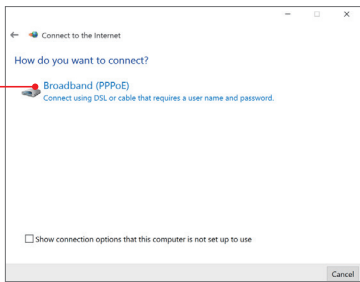 Connect to the Internet
How do you want to connect?
Broadband (PPPoE)
Connect using DSL or cable that requires a user name and password.
Show connection options that this computer is not set up to use
Cancel